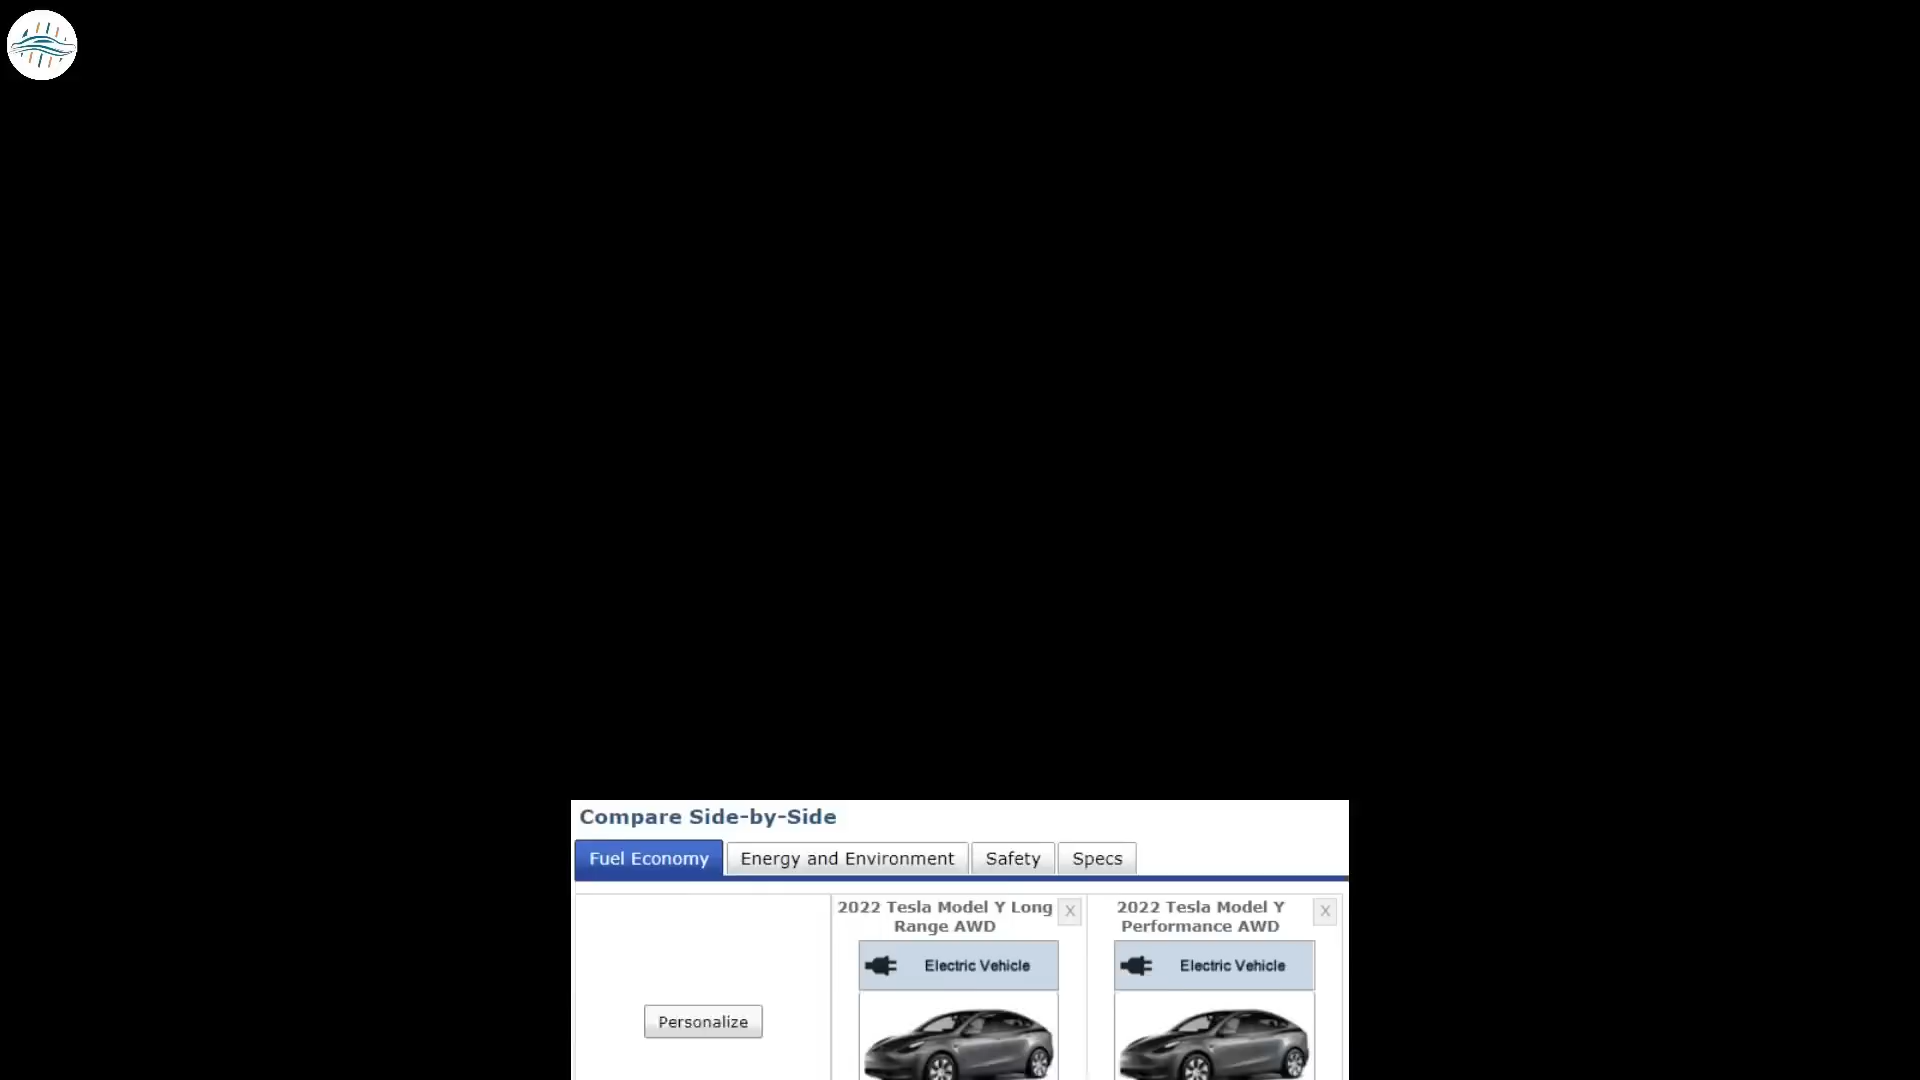 Compare Side-by-Side
Fuel Economy
Energy and Environment
Safety
Specs
2022 Tesla Model Y Long
Range AWD
X
2022 Tesla Model Y
Performance AWD
X
Electric Vehicle
Electric Vehicle
Personalize